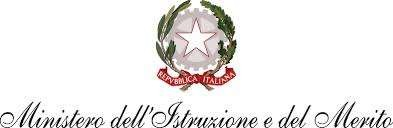 REPVBBLICA ITALIANA
Ministero dell'Istruzione e del Merito